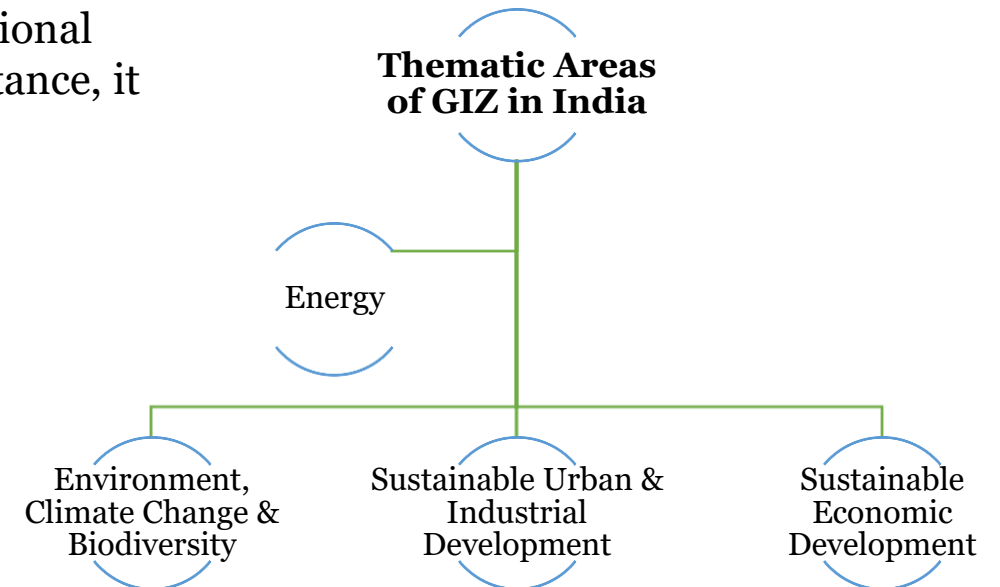 ional
tance, it
Thematic Areas
of GIZ in India
Energy
Environment,
Climate Change &
Biodiversity
Sustainable Urban &
Industrial
Development
Sustainable
Economic
Development